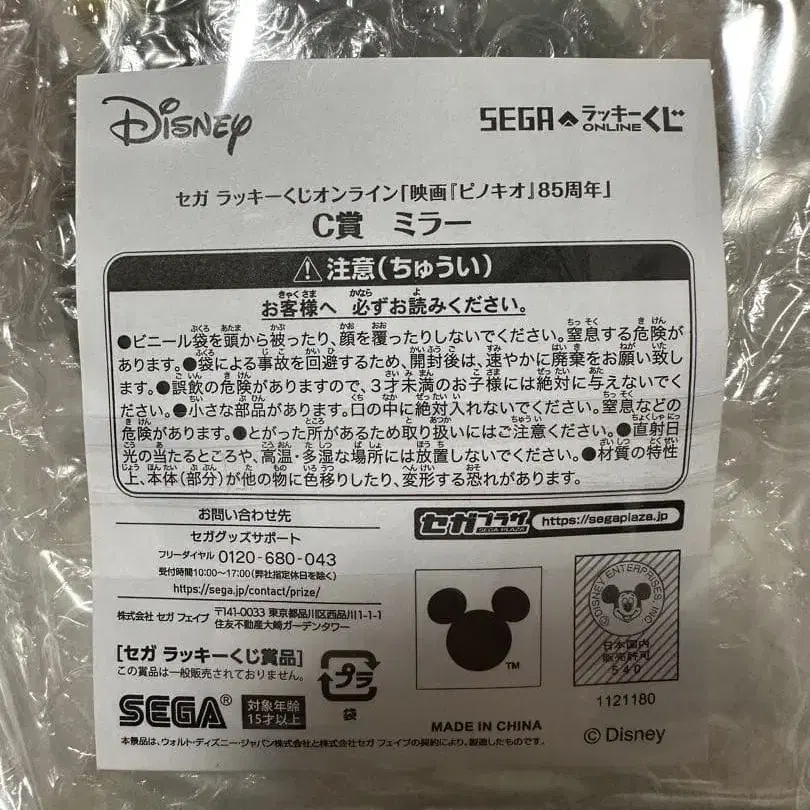 Disney
SEGA ラッキーくじ ONLINE
セガ ラッキーくじオンライン「映画『ピノキオ』85周年」
C賞 ミラー
注意(ちゅうい)
お客様へ 必ずお読みください。
●ビニール袋を頭から被ったり、顔を覆ったりしないでください。窒息する危険が
あります。●袋による事故を回避するため、開封後は、速やかに廃棄をお願い致し
ます。●誤飲の危険がありますので、3才未満のお子様には絶対に与えないでく
ださい。●小さな部品があります。口の中に絶対入れないでください。窒息などの
危険があります。●とがった所があるため取り扱いにはご注意ください。●直射日
光の当たるところや、高温・多湿な場所には放置しないでください。●材質の特性
上、本体(部分)が他の物に色移りしたり、変形する恐れがあります。
お問い合わせ先
セガグッズサポート
フリーダイヤル 0120-680-043
受付時間10:00～17:00(弊社指定休日を除く)
https://sega.jp/contact/prize/
株式会社 セガ フェイブ 〒141-0033 東京都品川区西品川1-1-1
住友不動産大崎ガーデンタワー
[セガ ラッキーくじ賞品]
この賞品は一般販売されておりません。
プラ
袋
SEGA®
対象年齢
15才以上
セガプラザ
SEGA PLAZA
https://segaplaza.jp
TM
MADE IN CHINA
©DISNEY ENTERPRISES, INC.
日本国内
販売許可
540
1121180
© Disney
本景品は、ウォルト・ディズニー・ジャパン株式会社と株式会社セガ フェイブの契約により、製造したものです。